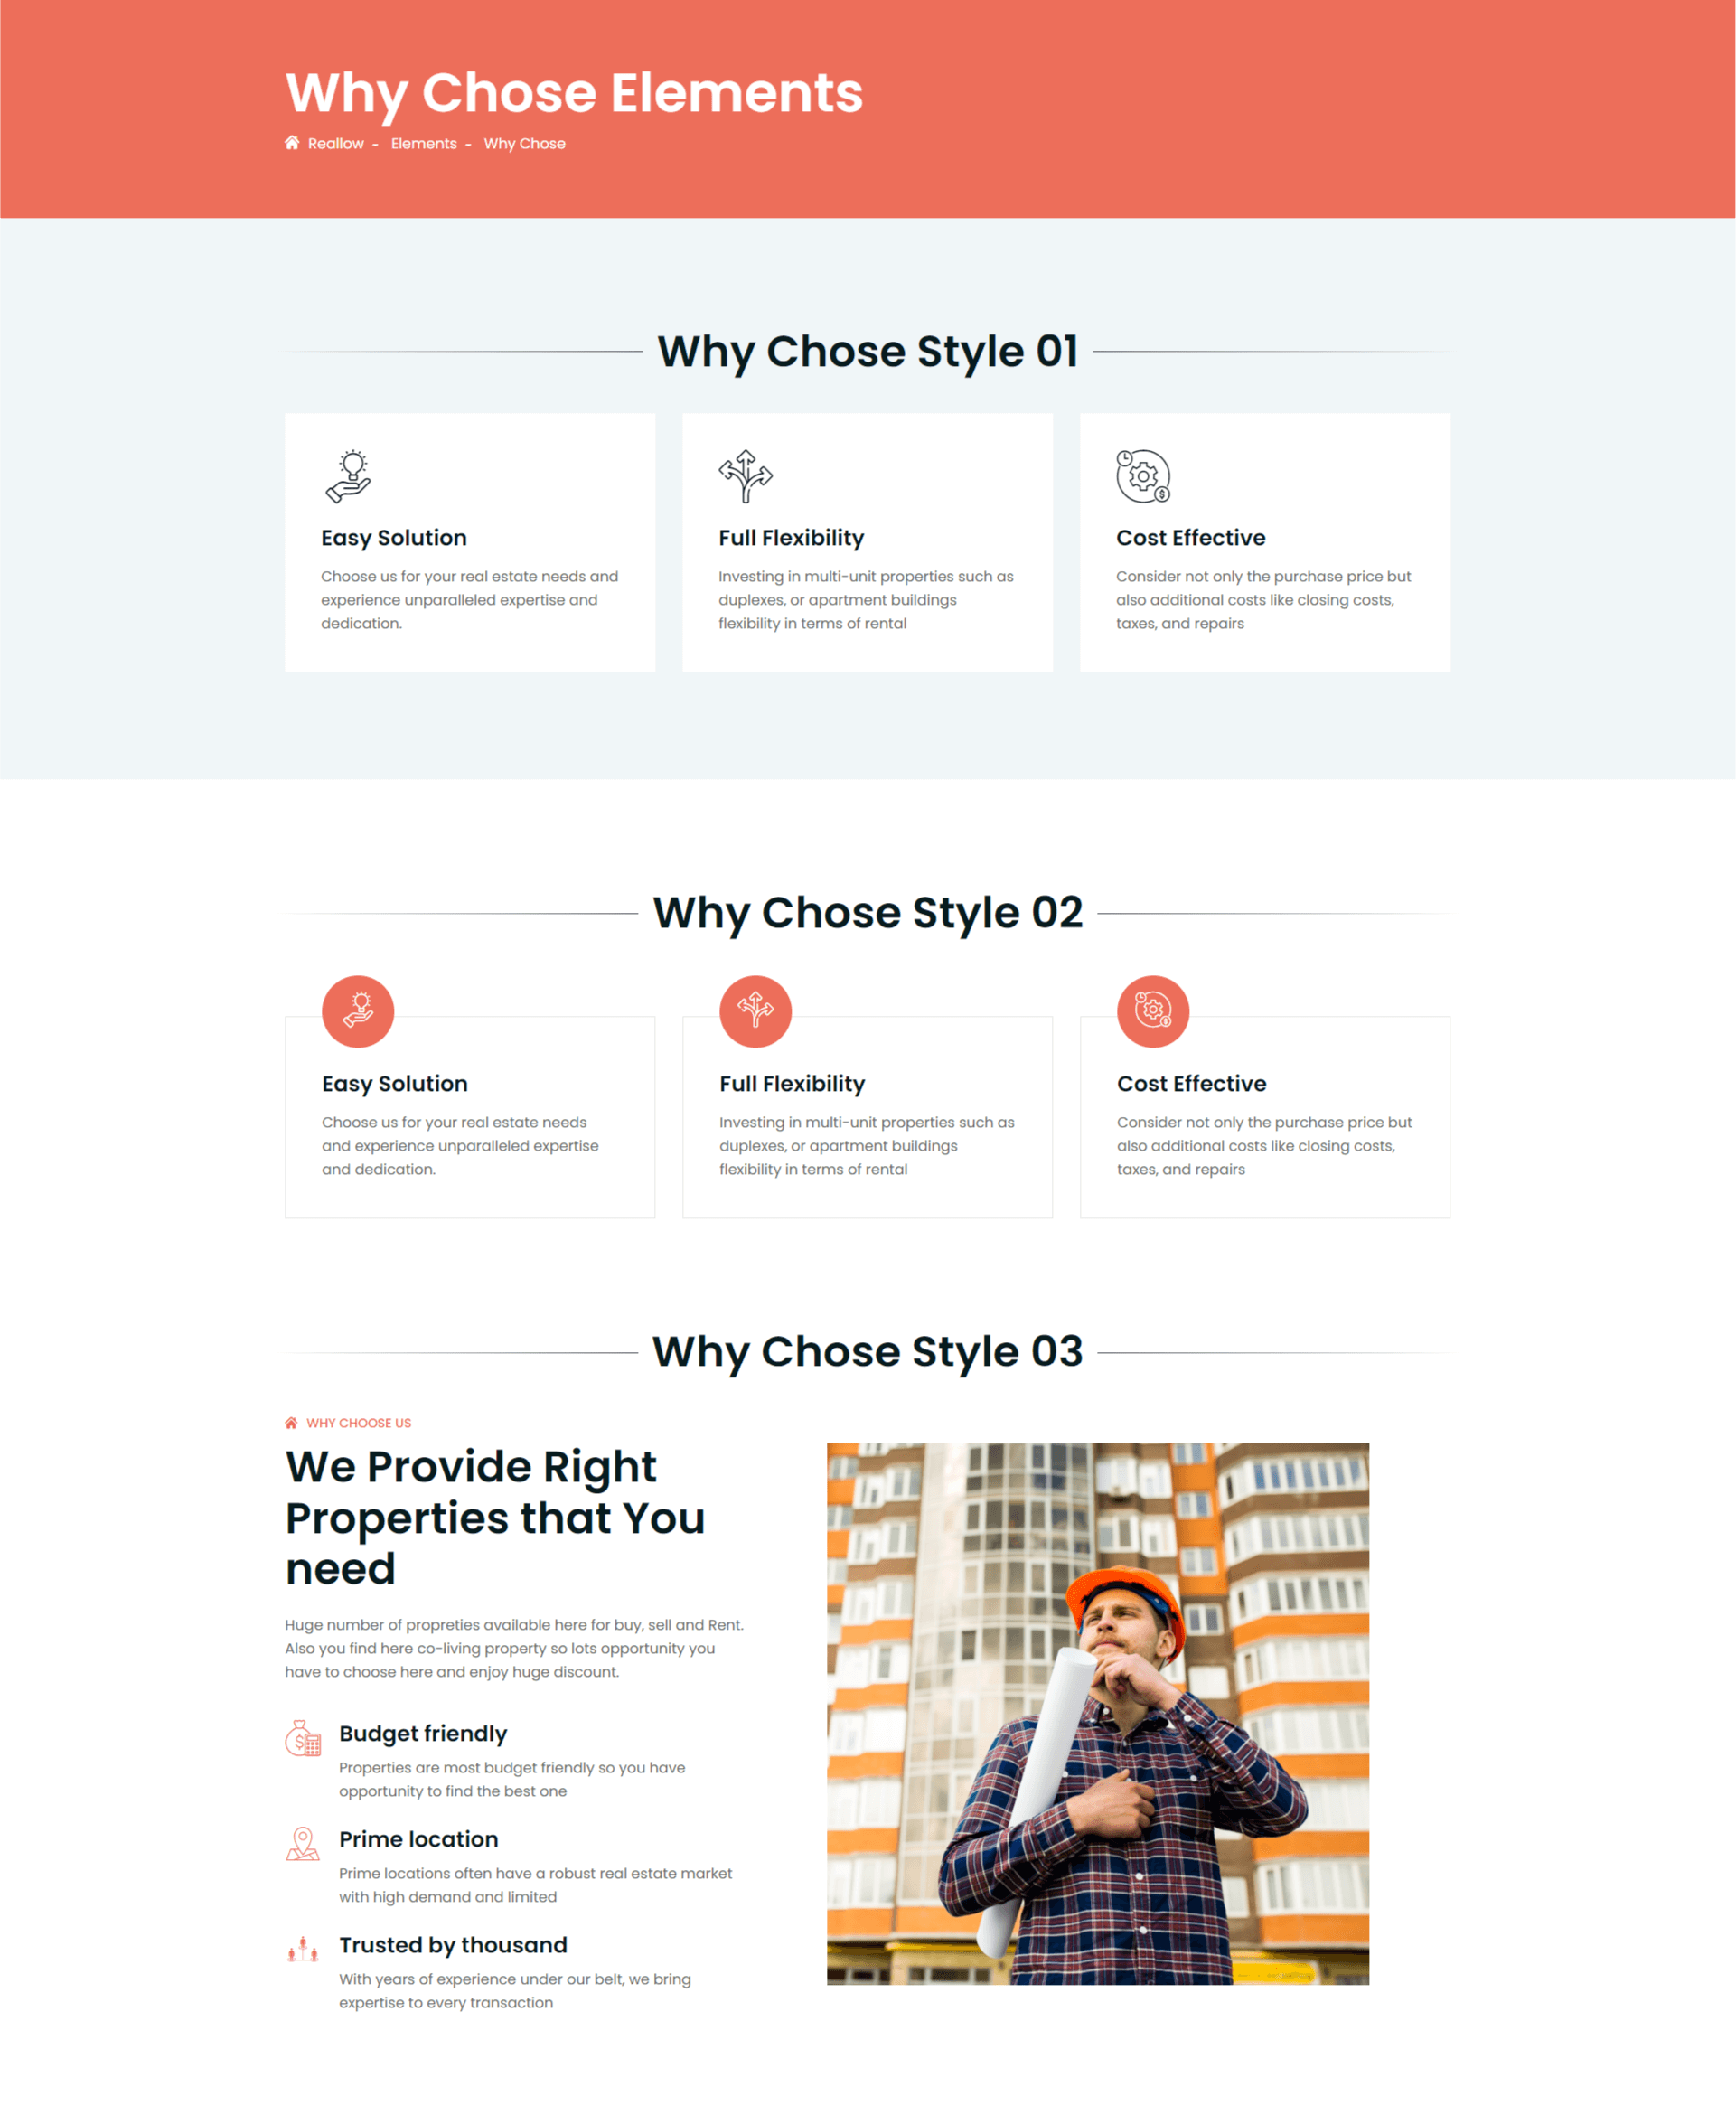 Why Chose Elements
Reallow - Elements - Why Chose
Why Chose Style 01
Easy Solution
Choose us for your real estate needs and
experience unparalleled expertise and
dedication.
Full Flexibility
Investing in multi-unit properties such as
duplexes, or apartment buildings
flexibility in terms of rental
Cost Effective
Consider not only the purchase price but
also additional costs like closing costs,
taxes, and repairs
Why Chose Style 02
Easy Solution
Choose us for your real estate needs
and experience unparalleled expertise
and dedication.
Full Flexibility
Investing in multi-unit properties such as
duplexes, or apartment buildings
flexibility in terms of rental
Cost Effective
Consider not only the purchase price but
also additional costs like closing costs,
taxes, and repairs
Why Chose Style 03
WHY CHOOSE US
We Provide Right
Properties that You
need
Huge number of propreties available here for buy, sell and Rent.
Also you find here co-living property so lots opportunity you
have to choose here and enjoy huge discount.
Budget friendly
Properties are most budget friendly so you have
opportunity to find the best one
Prime location
Prime locations often have a robust real estate market
with high demand and limited
Trusted by thousand
With years of experience under our belt, we bring
expertise to every transaction